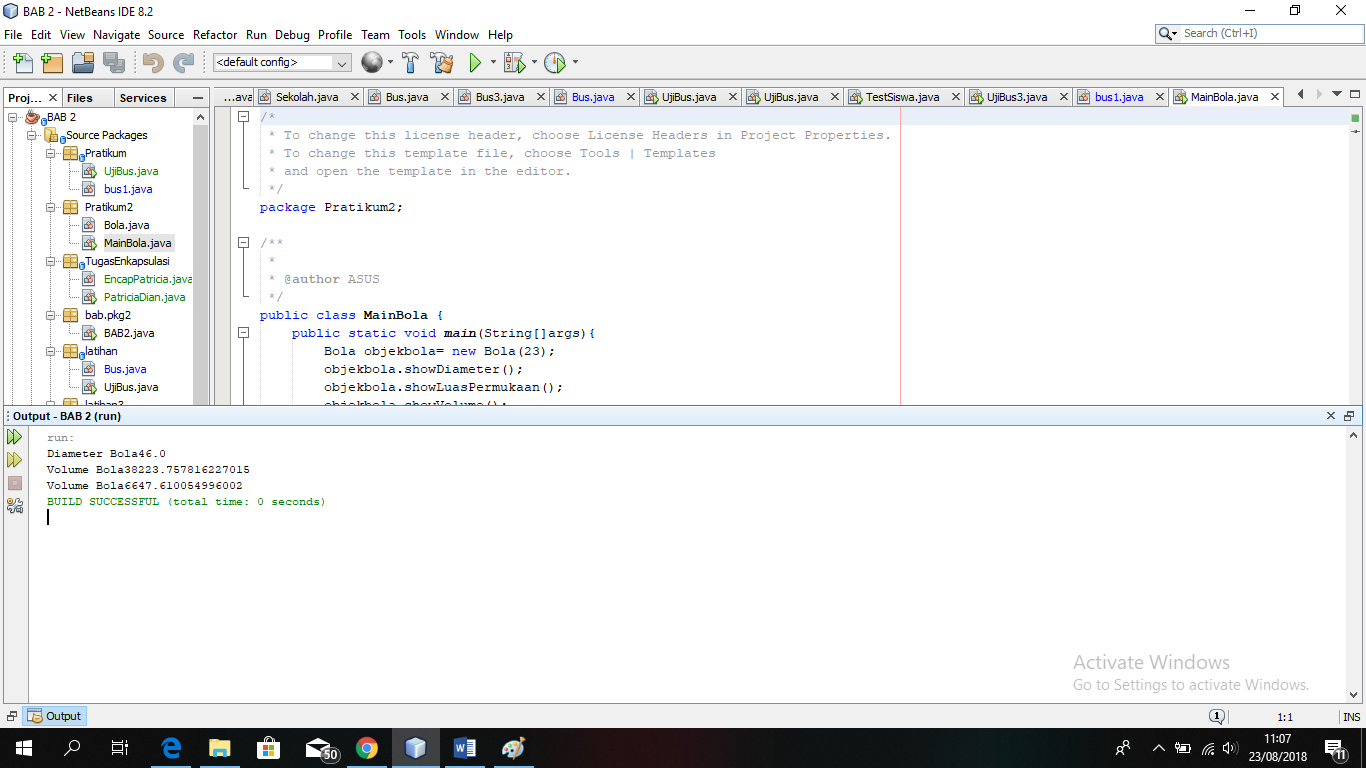 BAB 2 - NetBeans IDE 8.2
File Edit View Navigate Source Refactor Run Debug Profile Team Tools Window Help
Search (Ctrl+I)
<default config>
Proj... Files Services
...ava Sekolah.java Bus.java Bus3.java Bus.java UjiBus.java UjiBus.java TestSiswa.java UjiBus3.java bus1.java MainBola.java
BAB 2
Source Packages
Pratikum
UjiBus.java
bus1.java
Pratikum2
Bola.java
MainBola.java
TugasEnkapsulasi
EncapPatricia.java
PatriciaDian.java
bab.pkg2
BAB2.java
latihan
Bus.java
UjiBus.java
latihan3
/*
* To change this license header, choose License Headers in Project Properties.
* To change this template file, choose Tools | Templates
* and open the template in the editor.
*/
package Pratikum2;
/**
*
* @author ASUS
*/
public class MainBola {
public static void main(String[]args){
Bola objekbola= new Bola(23);
objekbola.showDiameter();
objekbola.showLuasPermukaan();
objekbola.showVolume();
Output - BAB 2 (run)
run:
Diameter Bola46.0
Volume Bola38223.757816227015
Volume Bola6647.610054996002
BUILD SUCCESSFUL (total time: 0 seconds)
Activate Windows
Go to Settings to activate Windows.
Output
1
1:1
INS
50
11:07
23/08/2018
11